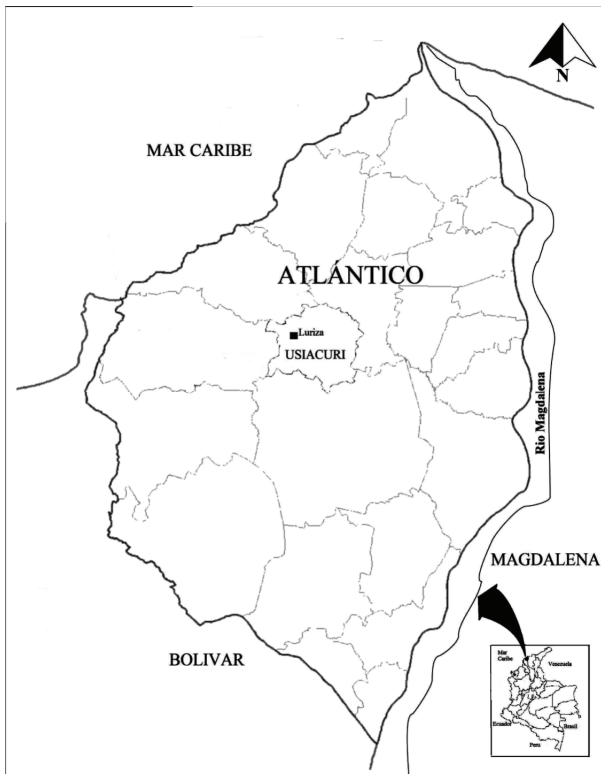 N
MAR CARIBE
ATLÁNTICO
Luriza
USIACURI
Rio Magdalena
MAGDALENA
BOLIVAR
Mar
Caribe
Venezuela
Ecuador
Brasil
Peru